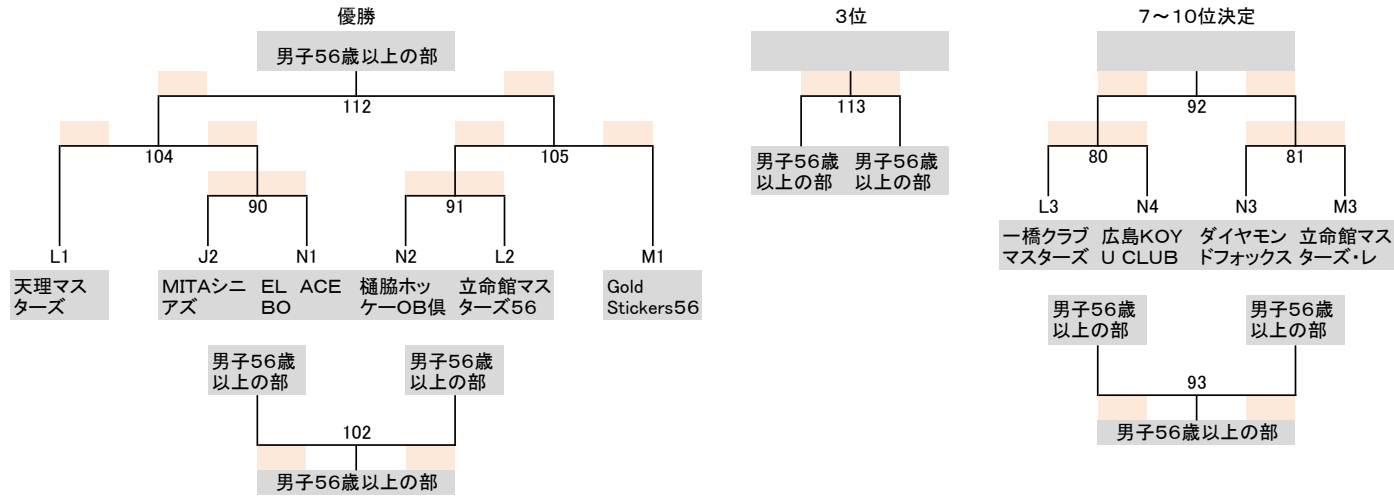 優勝
男子56歳以上の部
112
104
105
90
91
L1
J2
N1
N2
L2
M1
天理マス
ターズ
MITAシニ
アズ
EL ACE
BO
樋脇ホッ
ケーOB倶
立命館マス
ターズ56
Gold
Stickers56
男子56歳
以上の部
男子56歳
以上の部
102
男子56歳以上の部
3位
113
男子56歳
以上の部
男子56歳
以上の部
7～10位決定
92
80
81
L3
N4
N3
M3
一橋クラブ
マスターズ
広島KOY
U CLUB
ダイヤモン
ドフォックス
立命館マス
ターズ・レ
男子56歳
以上の部
男子56歳
以上の部
93
男子56歳以上の部